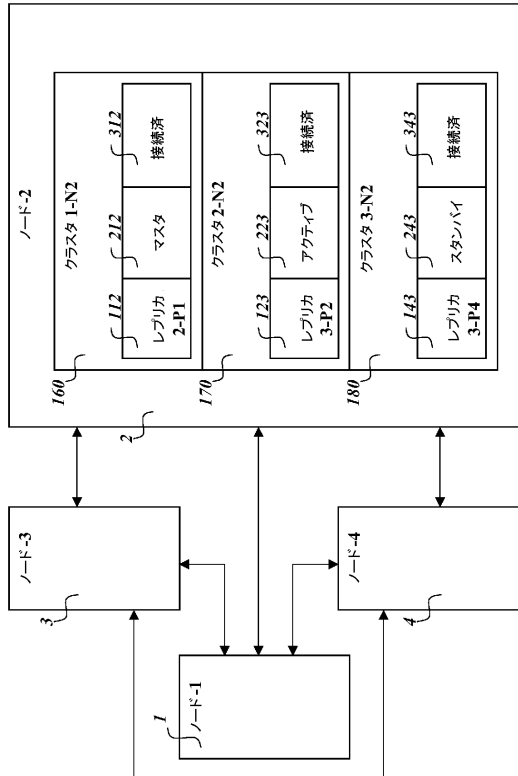 ノード-2
クラスタ 1-N2
160
112
レプリカ
2-P1
212
マスタ
312
接続済
クラスタ 2-N2
170
123
レプリカ
3-P2
223
アクティブ
323
接続済
クラスタ 3-N2
180
143
レプリカ
3-P4
243
スタンバイ
343
接続済
2
ノード-3
3
ノード-4
4
ノード-1
1